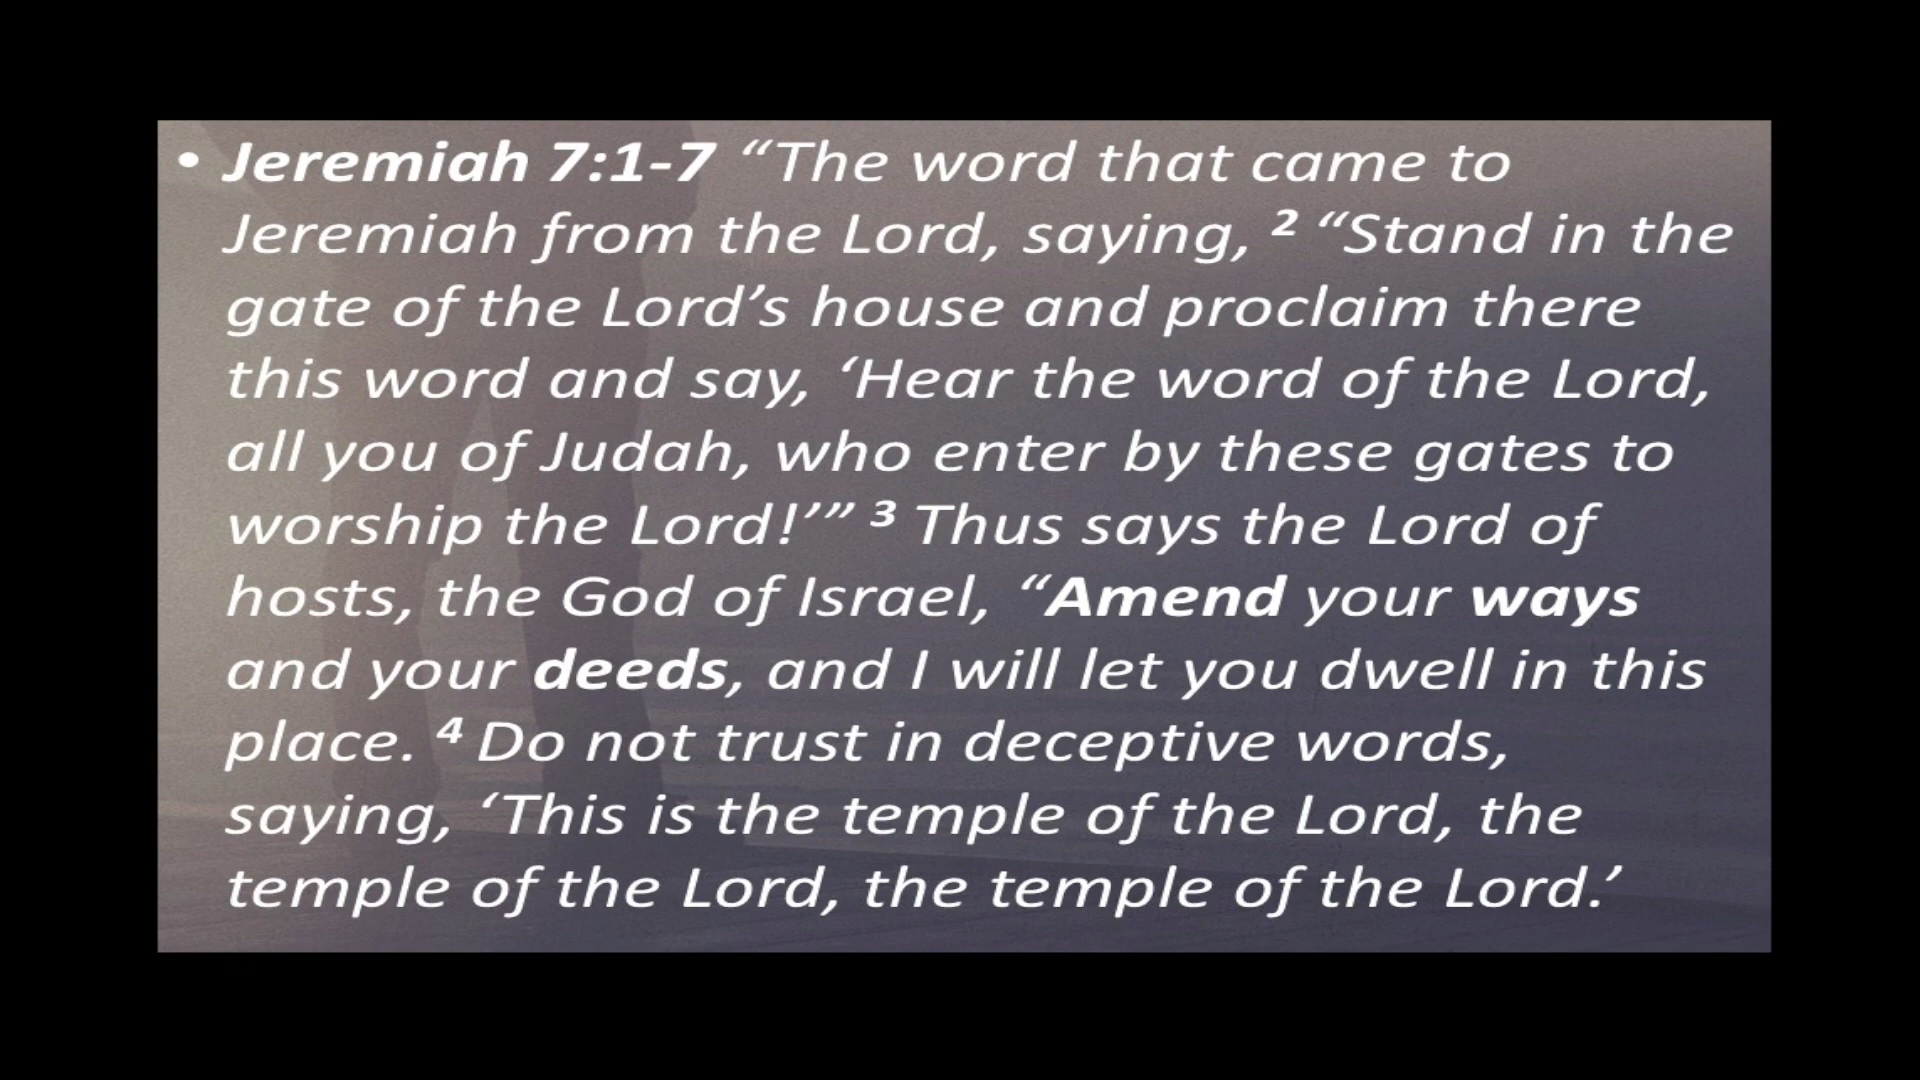 • Jeremiah 7:1-7 “The word that came to
Jeremiah from the Lord, saying, ² “Stand in the
gate of the Lord’s house and proclaim there
this word and say, ‘Hear the word of the Lord,
all you of Judah, who enter by these gates to
worship the Lord!’” ³ Thus says the Lord of
hosts, the God of Israel, “Amend your ways
and your deeds, and I will let you dwell in this
place. ⁴ Do not trust in deceptive words,
saying, ‘This is the temple of the Lord, the
temple of the Lord, the temple of the Lord.’